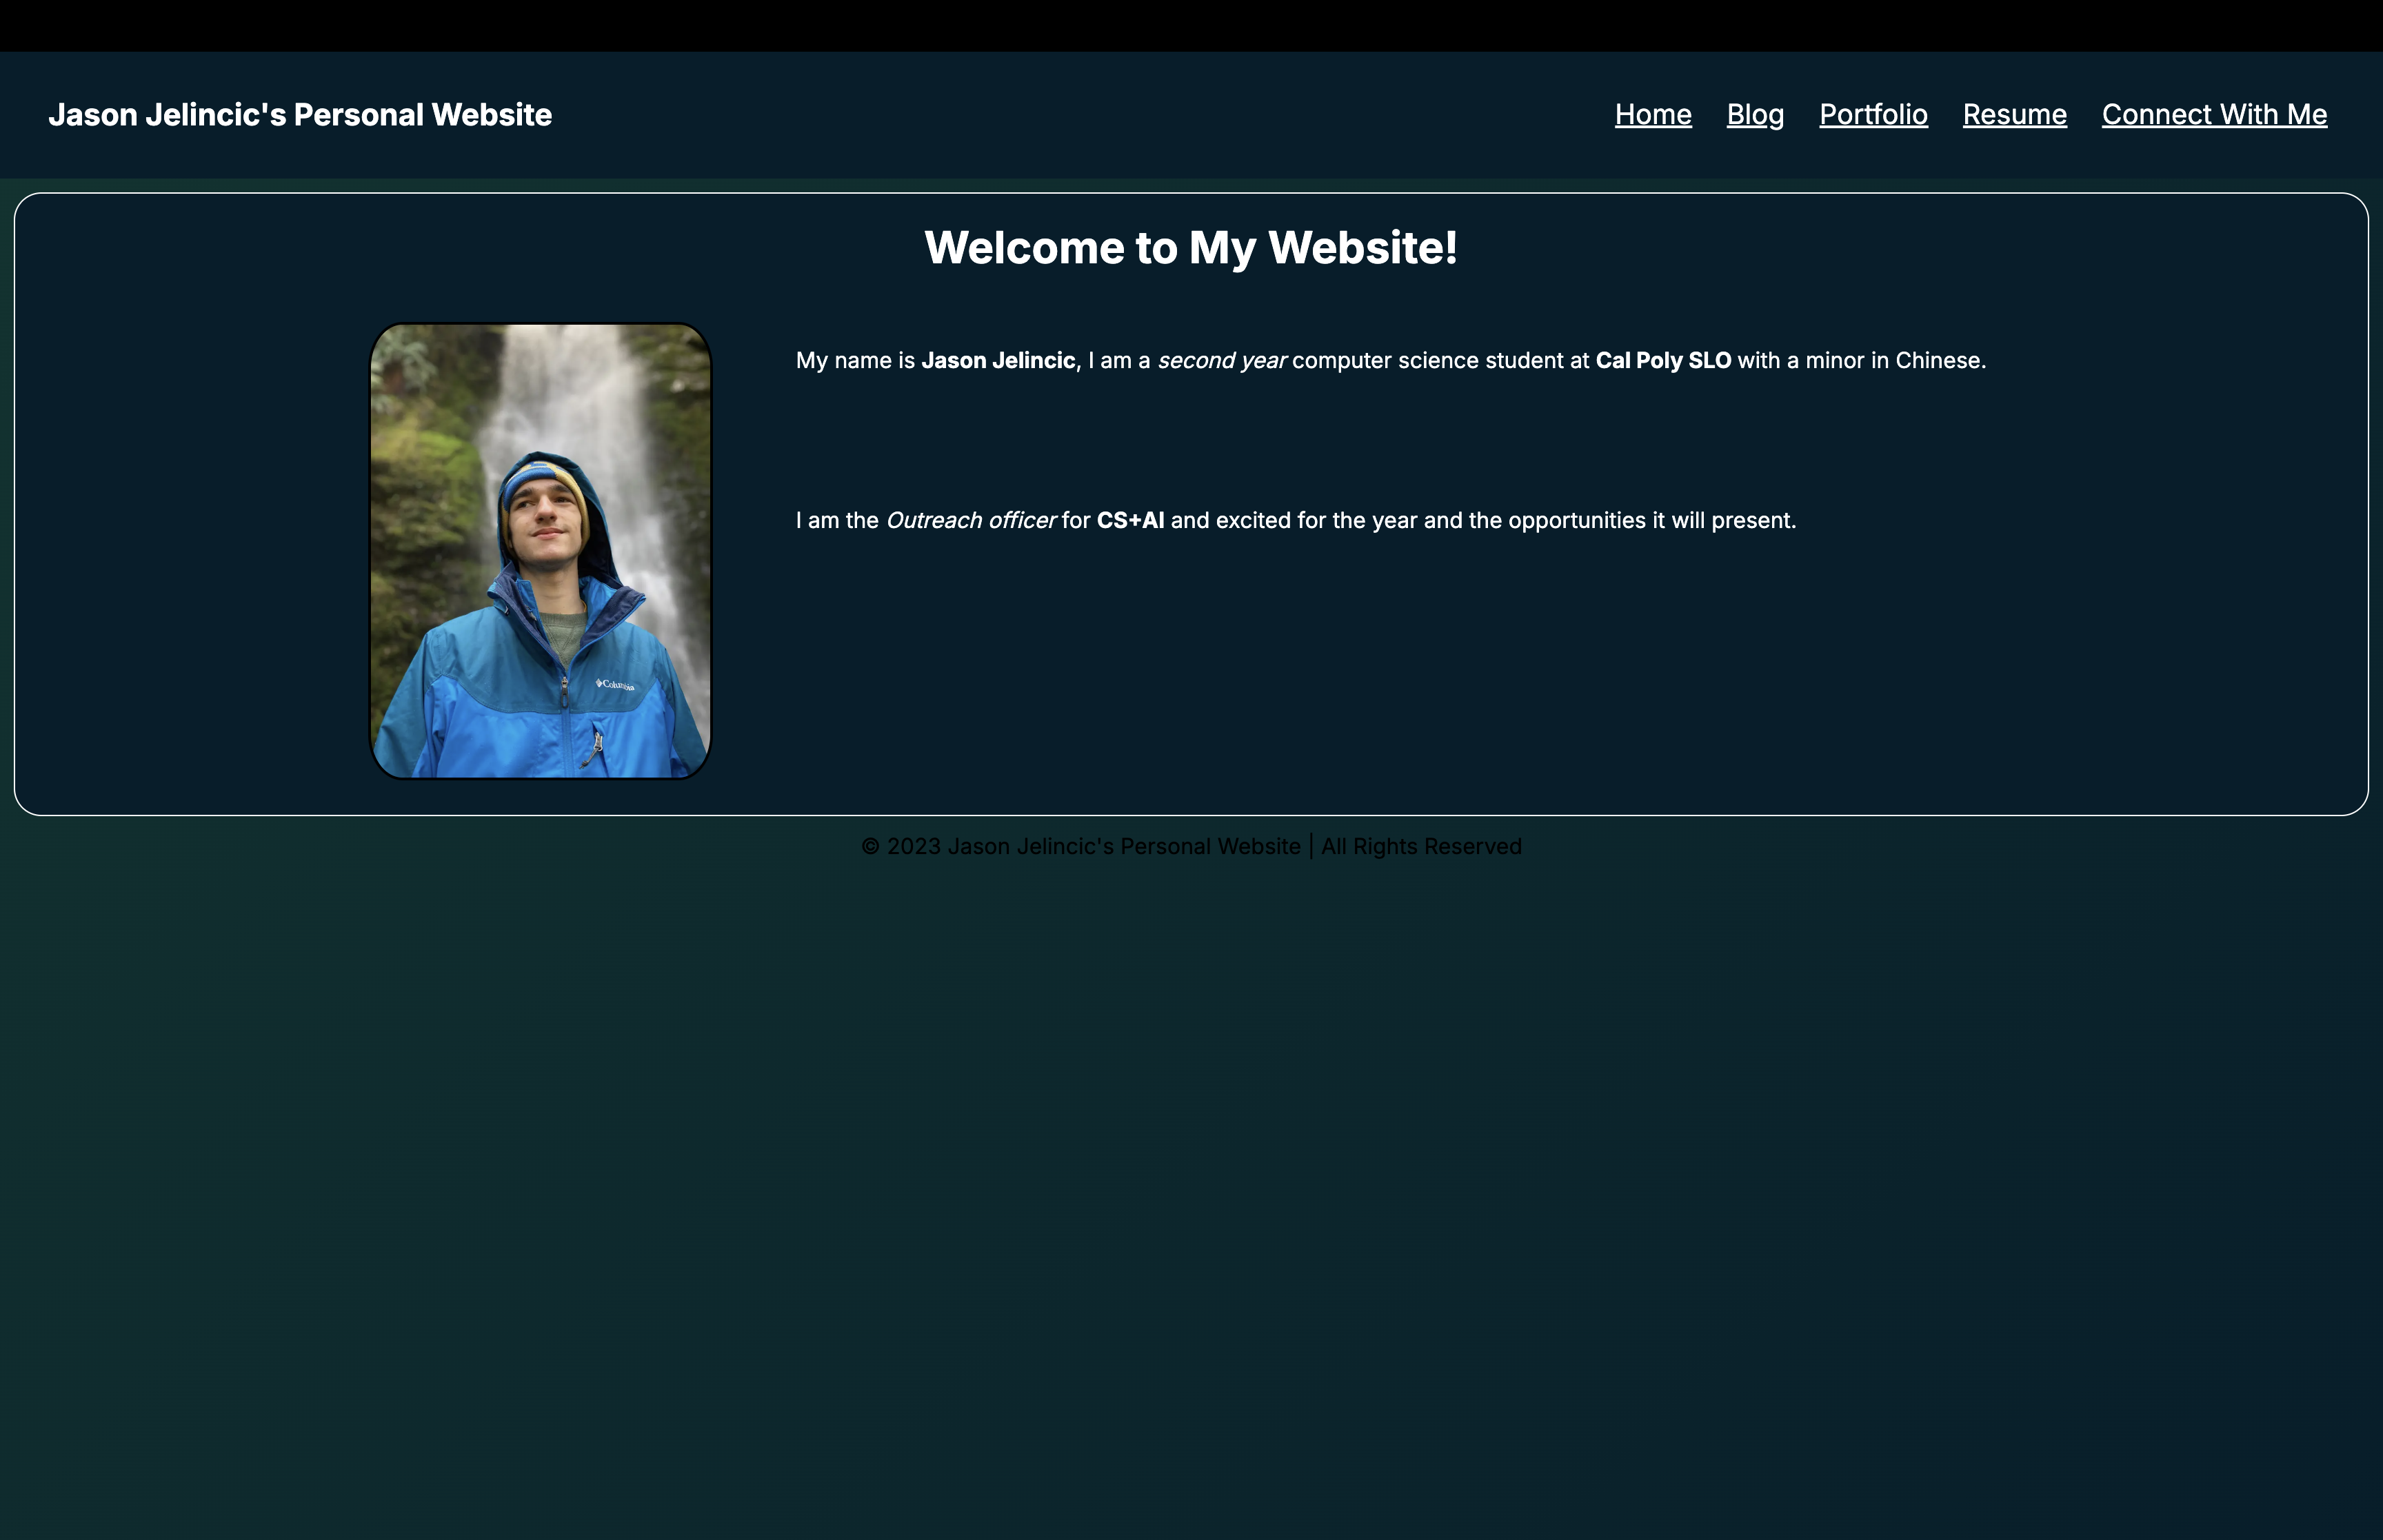 Jason Jelincic's Personal Website
Home Blog Portfolio Resume Connect With Me
Welcome to My Website!
My name is Jason Jelincic, I am a second year computer science student at Cal Poly SLO with a minor in Chinese.
I am the Outreach officer for CS+AI and excited for the year and the opportunities it will present.
Columbia
© 2023 Jason Jelincic's Personal Website | All Rights Reserved